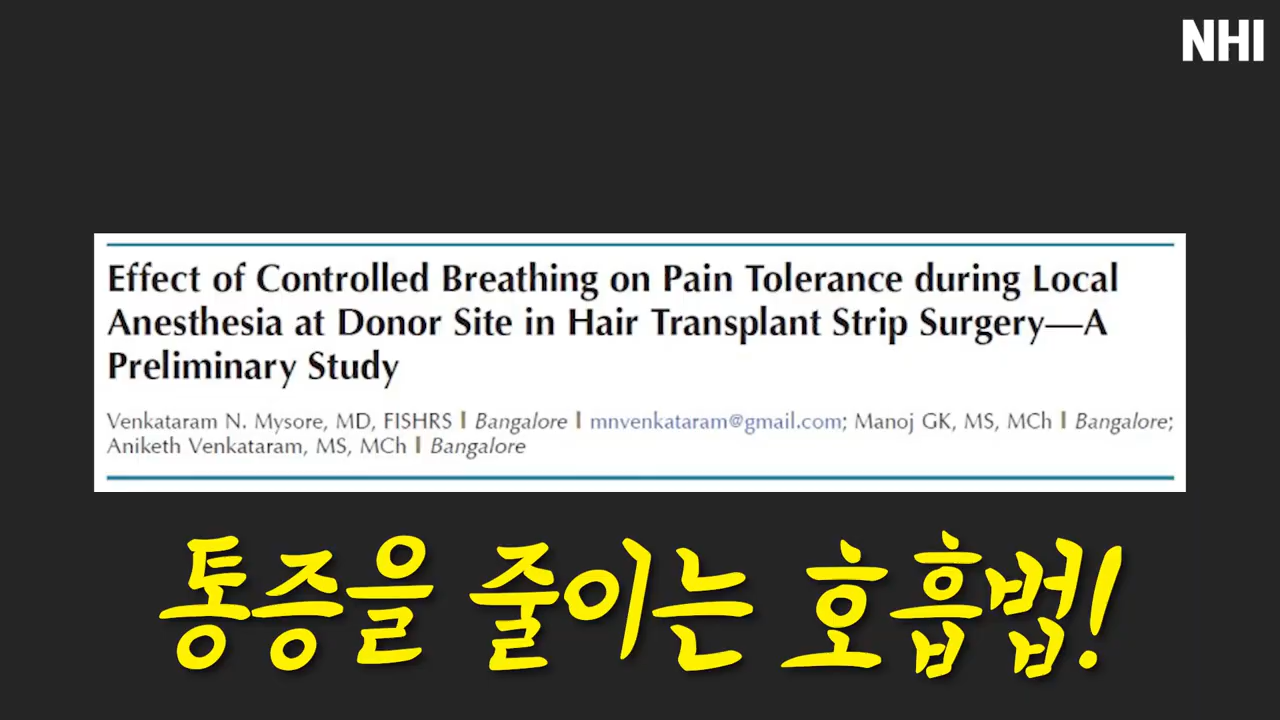 NHI
Effect of Controlled Breathing on Pain Tolerance during Local
Anesthesia at Donor Site in Hair Transplant Strip Surgery—A
Preliminary Study
Venkataram N. Mysore, MD, FISHRS I Bangalore I mnvenkataram@gmail.com; Manoj GK, MS, MCh I Bangalore;
Aniketh Venkataram, MS, MCh I Bangalore
통증을 줄이는 호흡법!